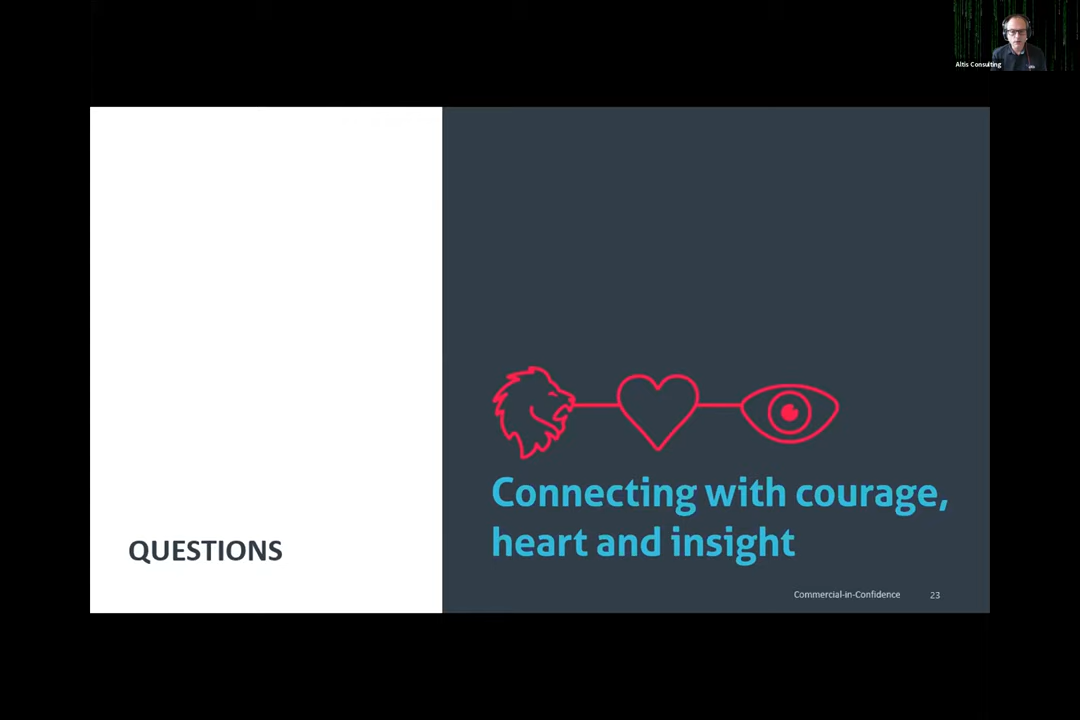 Altis Consulting
Connecting with courage,
heart and insight
QUESTIONS
Commercial-in-Confidence
23